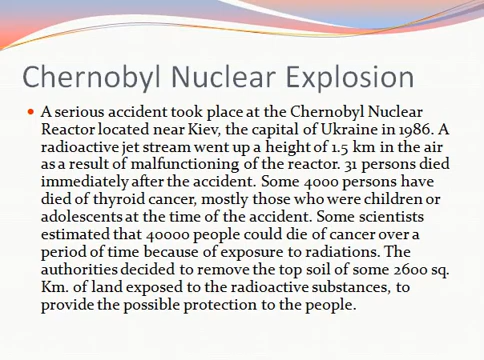 Chernobyl Nuclear Explosion
• A serious accident took place at the Chernobyl Nuclear
Reactor located near Kiev, the capital of Ukraine in 1986. A
radioactive jet stream went up a height of 1.5 km in the air
as a result of malfunctioning of the reactor. 31 persons died
immediately after the accident. Some 4000 persons have
died of thyroid cancer, mostly those who were children or
adolescents at the time of the accident. Some scientists
estimated that 40000 people could die of cancer over a
period of time because of exposure to radiations. The
authorities decided to remove the top soil of some 2600 sq.
Km. of land exposed to the radioactive substances, to
provide the possible protection to the people.